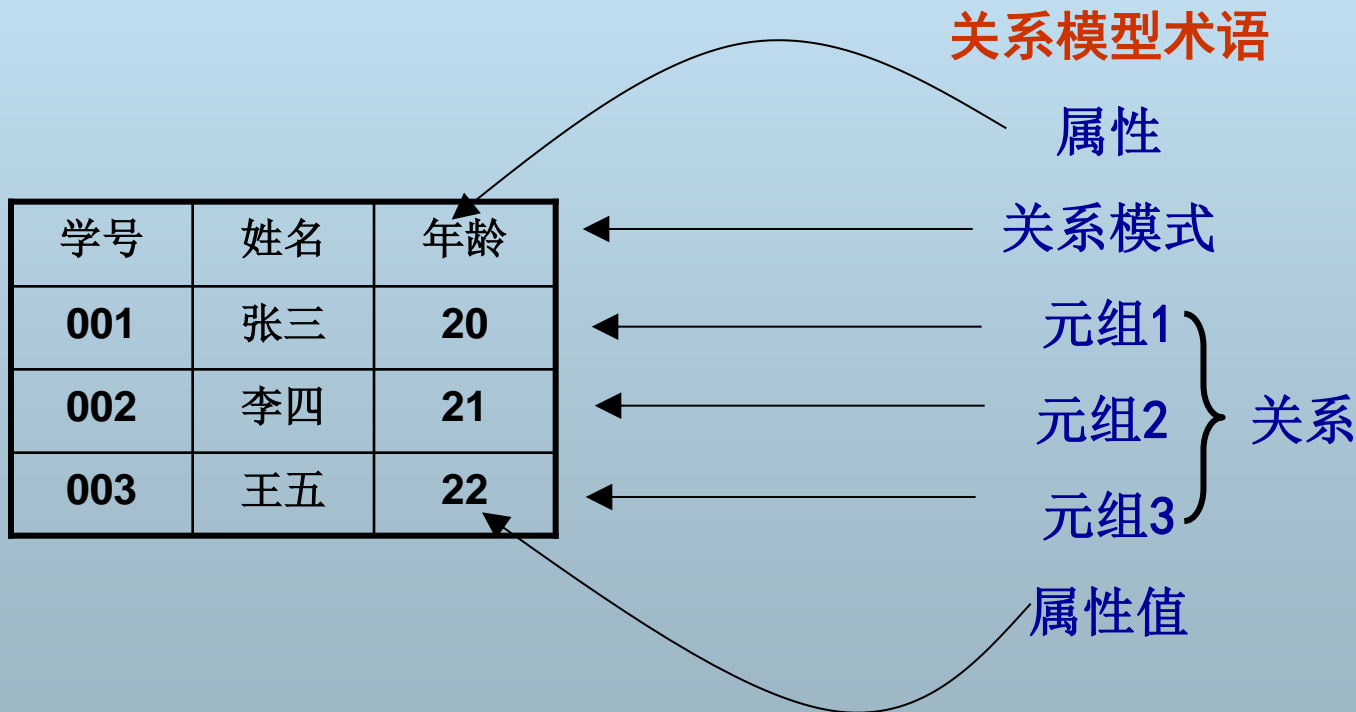 关系模型术语
属性
学号 姓名 年龄
关系模式
001 张三 20
元组1
002 李四 21
元组2
关系
003 王五 22
元组3
属性值